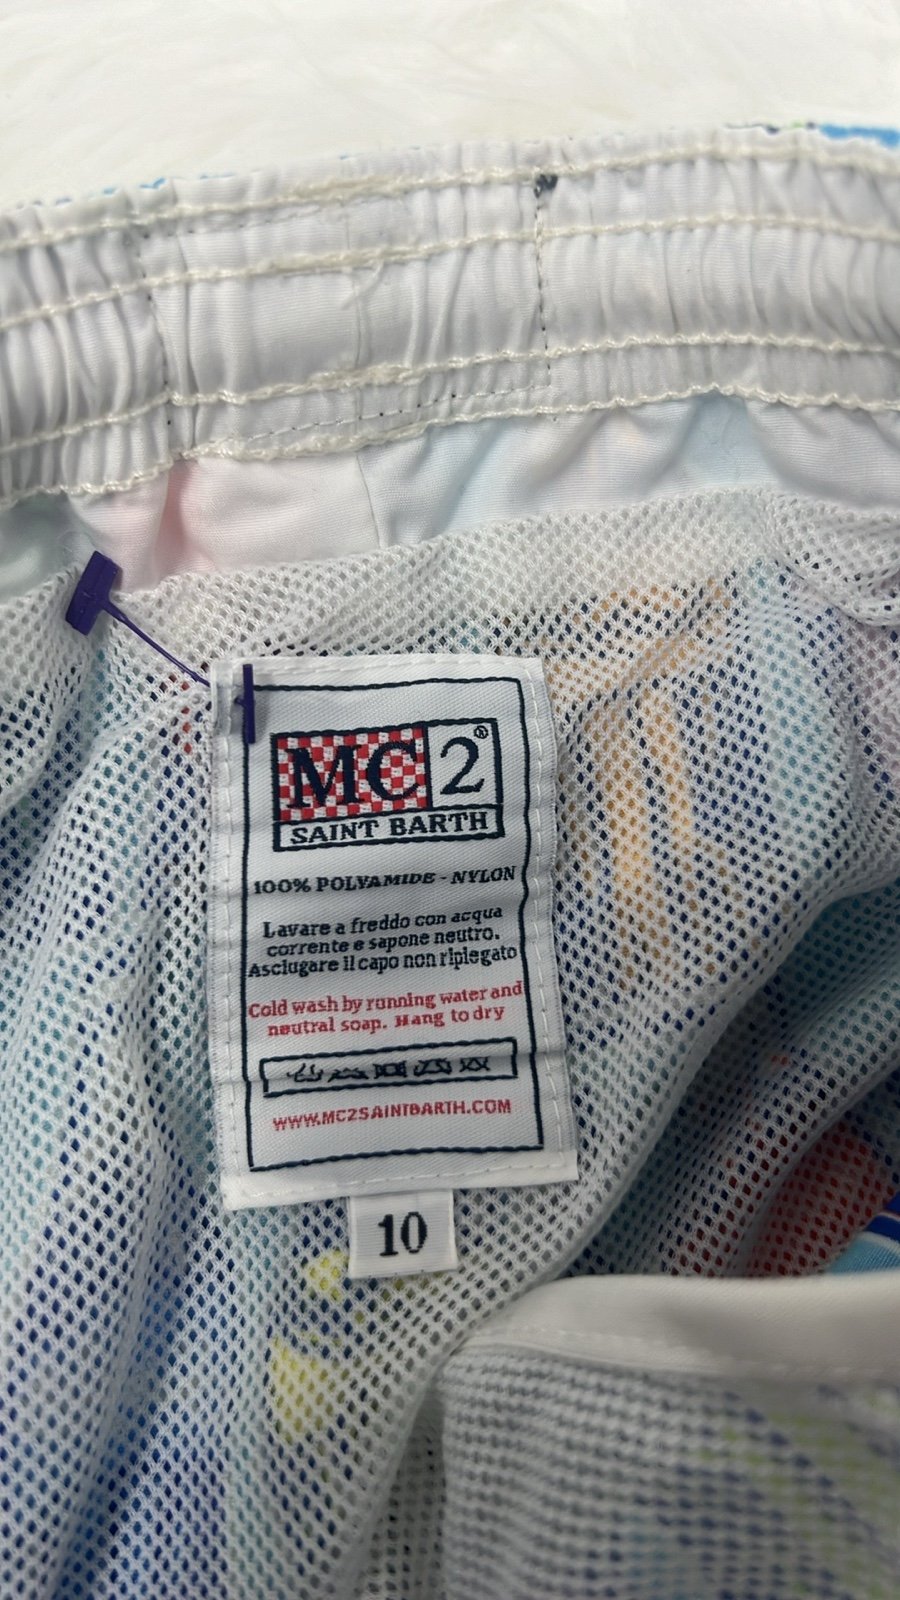 MC2®
SAINT BARTH
100% POLYAMIDE - NYLON
Lavare a freddo con acqua
corrente e sapone neutro.
Asciugare il capo non ripiegato
Cold wash by running water and
neutral soap. Hang to dry
WWW.MC2SAINTBARTH.COM
10